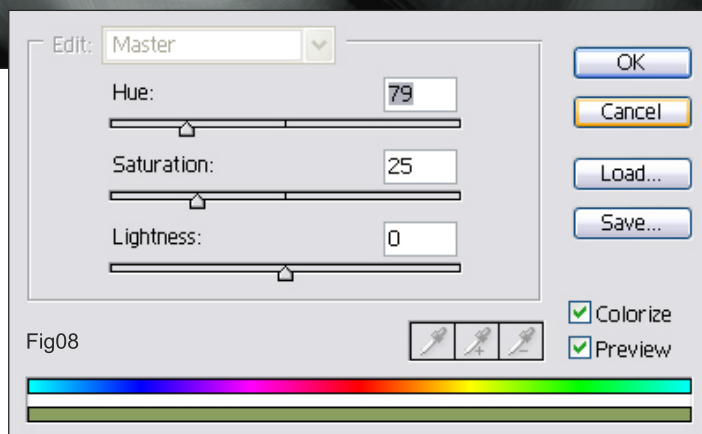 Edit: Master
OK
Hue: 79
Cancel
Saturation: 25
Load...
Save...
Lightness: 0
Colorize
Fig08
Preview